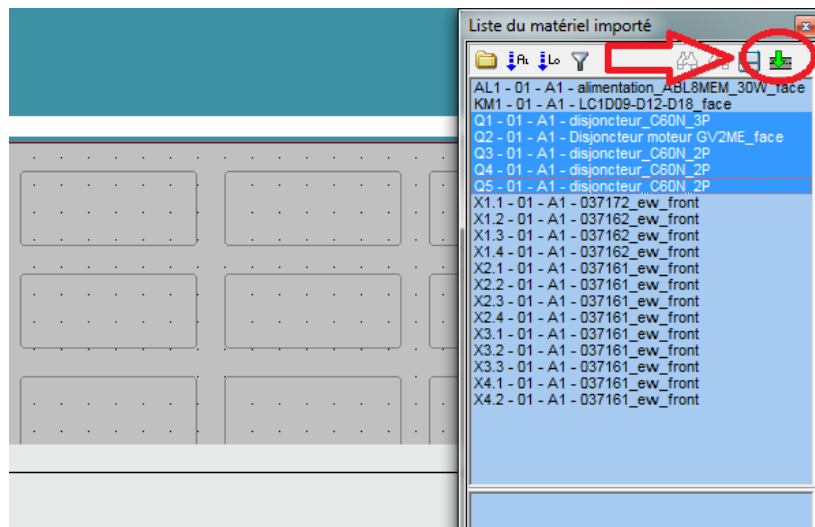 Liste du matériel importé
AL1 - 01 - A1 - alimentation_ABL8MEM_30W_face
KM1 - 01 - A1 - LC1D09-D12-D18_face
Q1 - 01 - A1 - disjoncteur_C60N_3P
Q2 - 01 - A1 - Disjoncteur moteur GV2ME_face
Q3 - 01 - A1 - disjoncteur_C60N_2P
Q4 - 01 - A1 - disjoncteur_C60N_2P
Q5 - 01 - A1 - disjoncteur_C60N_2P
X1.1 - 01 - A1 - 037172_ew_front
X1.2 - 01 - A1 - 037162_ew_front
X1.3 - 01 - A1 - 037162_ew_front
X1.4 - 01 - A1 - 037162_ew_front
X2.1 - 01 - A1 - 037161_ew_front
X2.2 - 01 - A1 - 037161_ew_front
X2.3 - 01 - A1 - 037161_ew_front
X2.4 - 01 - A1 - 037161_ew_front
X3.1 - 01 - A1 - 037161_ew_front
X3.2 - 01 - A1 - 037161_ew_front
X3.3 - 01 - A1 - 037161_ew_front
X4.1 - 01 - A1 - 037161_ew_front
X4.2 - 01 - A1 - 037161_ew_front